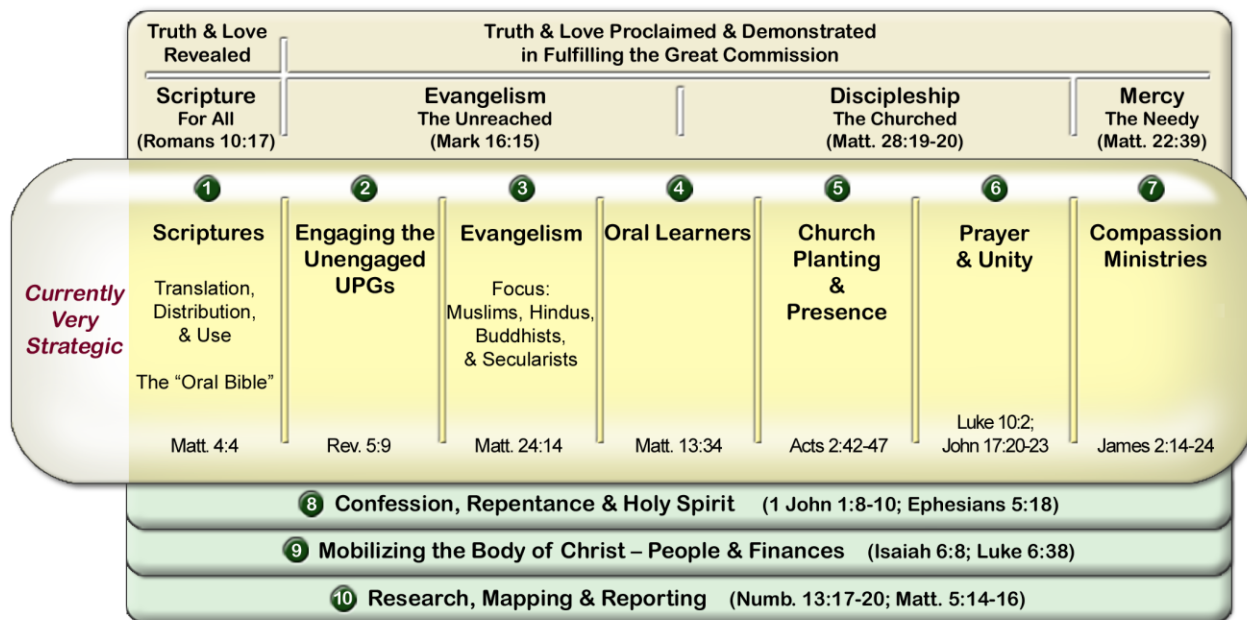 Truth & Love
Revealed
Truth & Love Proclaimed & Demonstrated
in Fulfilling the Great Commission
Scripture
For All
(Romans 10:17)
Evangelism
The Unreached
(Mark 16:15)
Discipleship
The Churched
(Matt. 28:19-20)
Mercy
The Needy
(Matt. 22:39)
Currently
Very
Strategic
1
Scriptures
Translation,
Distribution,
& Use
The “Oral Bible”
Matt. 4:4
2
Engaging the
Unengaged
UPGs
Rev. 5:9
3
Evangelism
Focus:
Muslims, Hindus,
Buddhists,
& Secularists
Matt. 24:14
4
Oral Learners
Matt. 13:34
5
Church
Planting
&
Presence
Acts 2:42-47
6
Prayer
& Unity
Luke 10:2;
John 17:20-23
7
Compassion
Ministries
James 2:14-24
8 Confession, Repentance & Holy Spirit (1 John 1:8-10; Ephesians 5:18)
9 Mobilizing the Body of Christ – People & Finances (Isaiah 6:8; Luke 6:38)
10 Research, Mapping & Reporting (Numb. 13:17-20; Matt. 5:14-16)